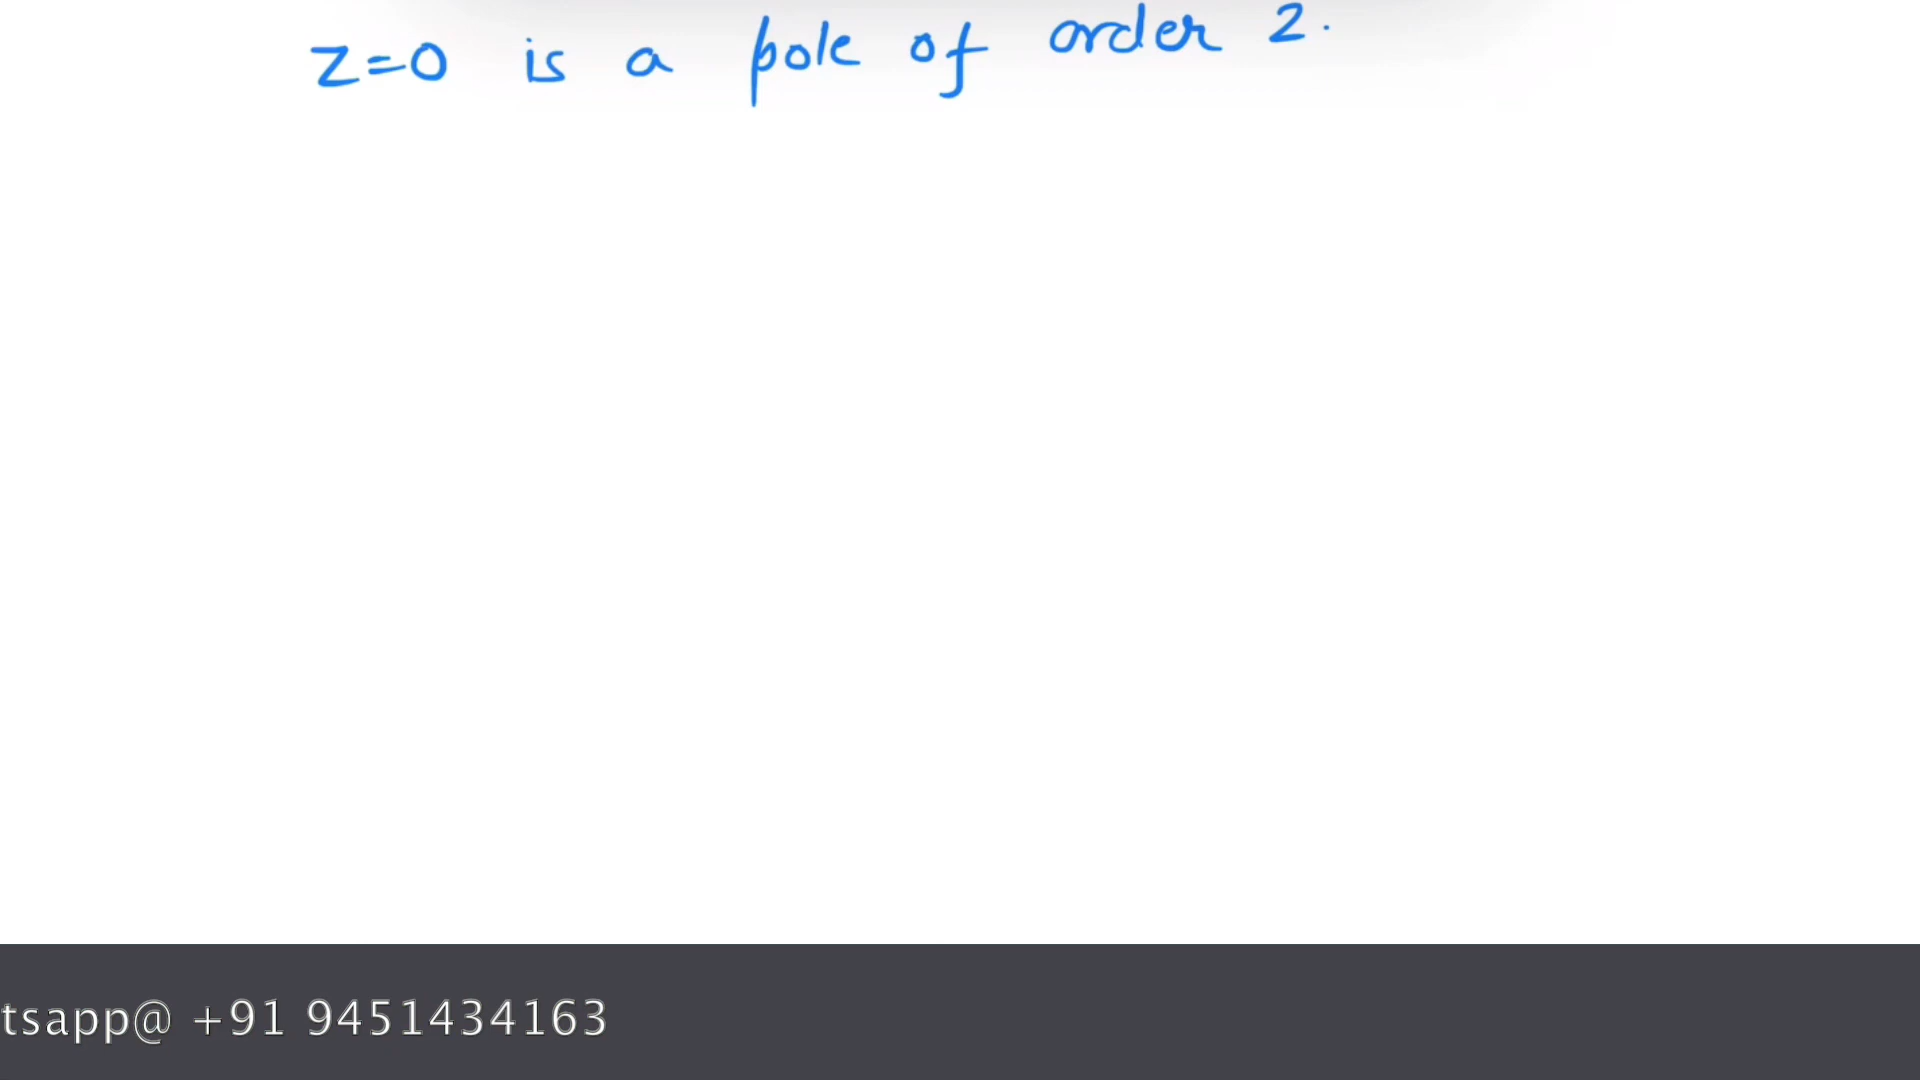 z=0 is a pole of order 2.
tsapp@ +91 9451434163